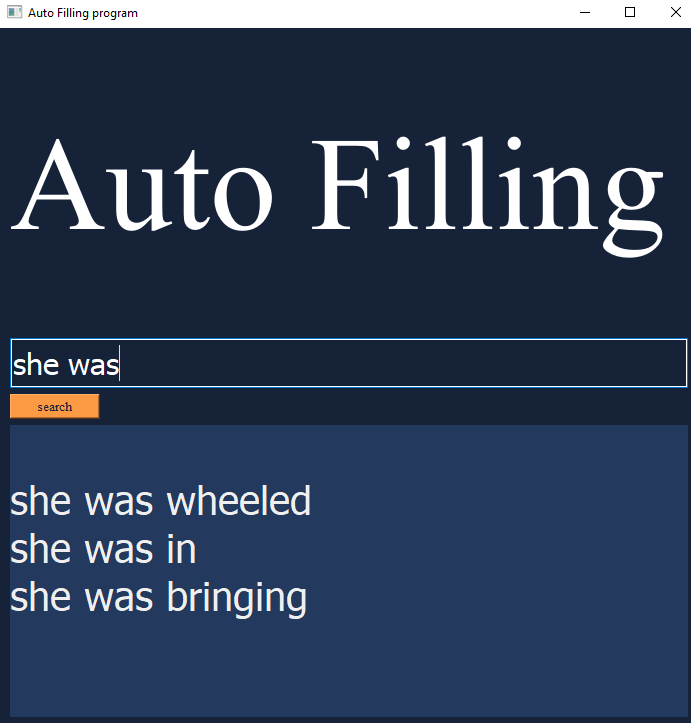 Auto Filling program
Auto Filling
she was
search
she was wheeled
she was in
she was bringing